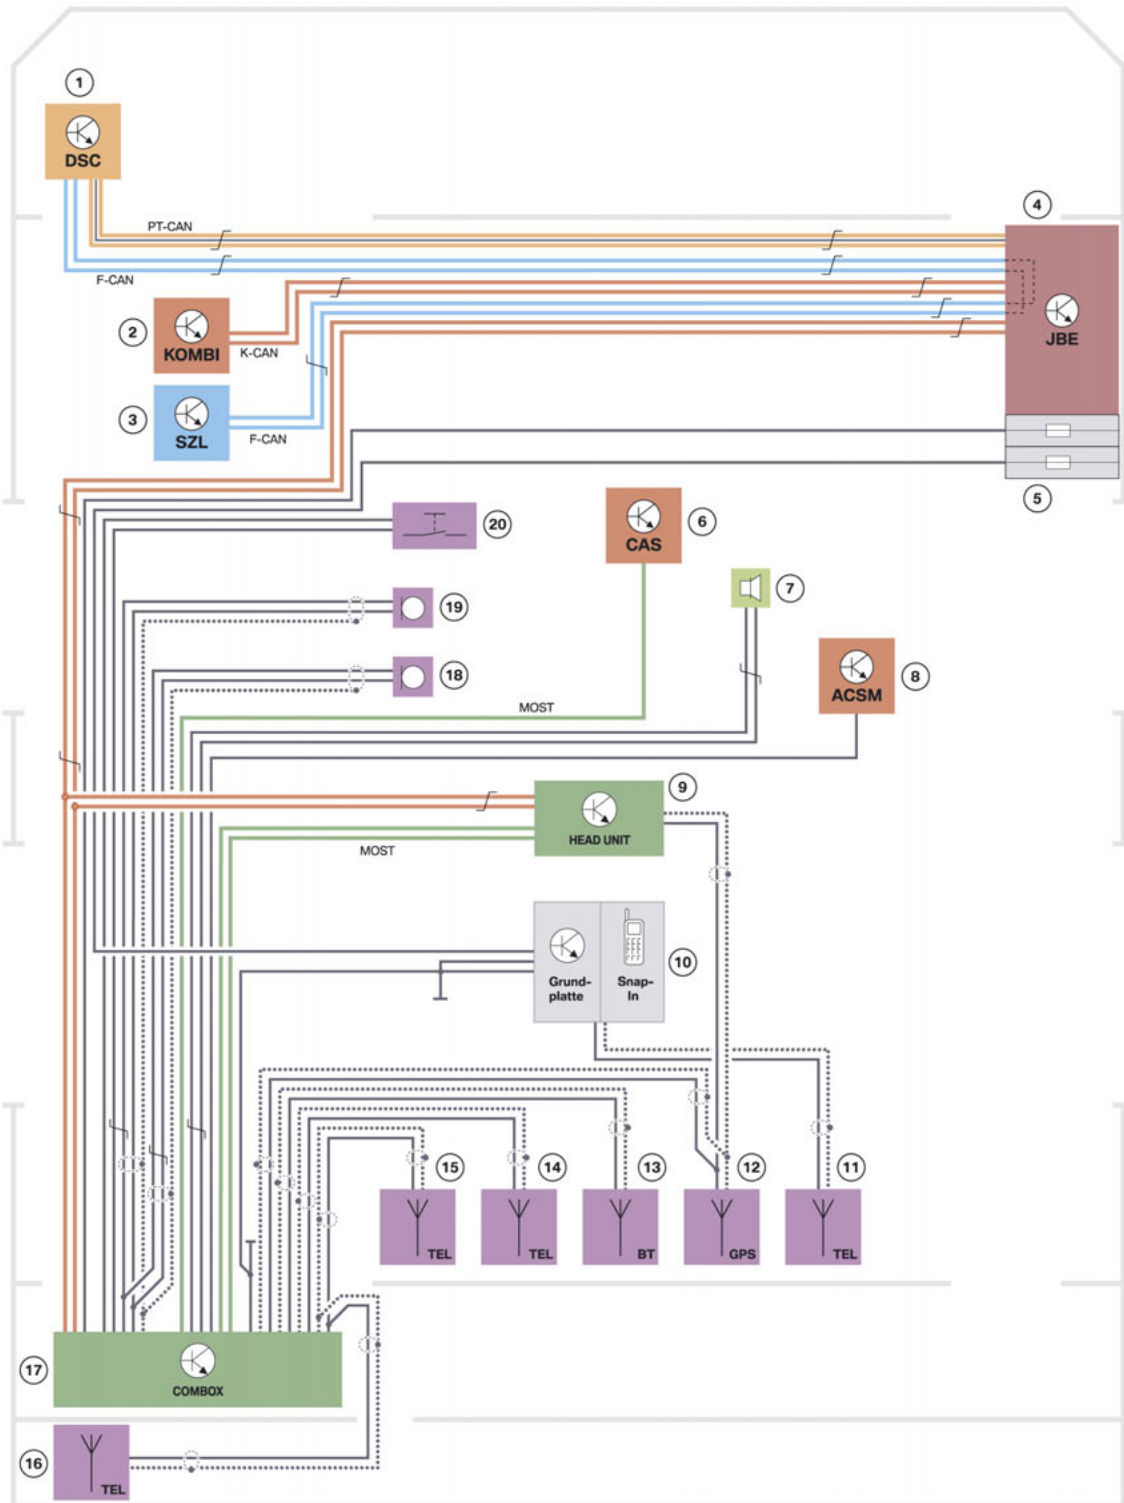 1
DSC
PT-CAN
4
F-CAN
2
KOMBI
K-CAN
JBE
3
SZL
F-CAN
5
20
CAS
6
7
19
18
ACSM
8
MOST
9
HEAD UNIT
MOST
10
Grund-
platte
Snap-
In
15
14
13
12
11
TEL
TEL
BT
GPS
TEL
17
COMBOX
16
TEL